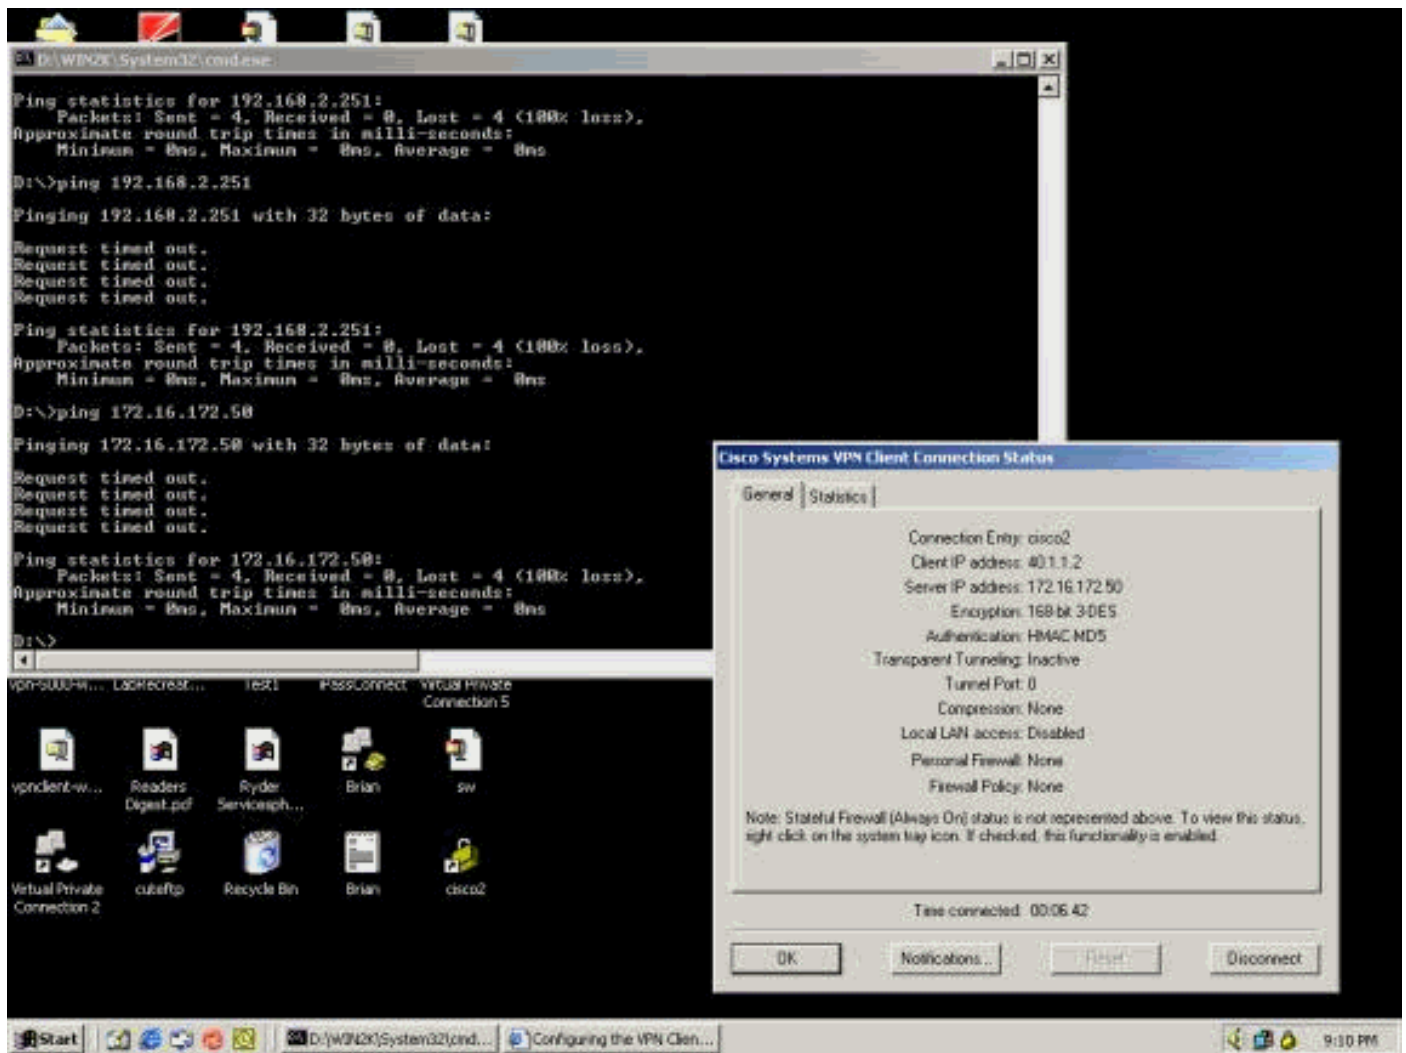 D:\WIN2K\System32\cmd.exe
Ping statistics for 192.168.2.251:
Packets: Sent = 4, Received = 0, Lost = 4 (100% loss),
Approximate round trip times in milli-seconds:
Minimum = 0ms, Maximum = 0ms, Average = 0ms
D:\>ping 192.168.2.251
Pinging 192.168.2.251 with 32 bytes of data:
Request timed out.
Request timed out.
Request timed out.
Request timed out.
Ping statistics for 192.168.2.251:
Packets: Sent = 4, Received = 0, Lost = 4 (100% loss),
Approximate round trip times in milli-seconds:
Minimum = 0ms, Maximum = 0ms, Average = 0ms
D:\>ping 172.16.172.50
Pinging 172.16.172.50 with 32 bytes of data:
Request timed out.
Request timed out.
Request timed out.
Request timed out.
Ping statistics for 172.16.172.50:
Packets: Sent = 4, Received = 0, Lost = 4 (100% loss),
Approximate round trip times in milli-seconds:
Minimum = 0ms, Maximum = 0ms, Average = 0ms
D:\>
Cisco Systems VPN Client Connection Status
General Statistics
Connection Entry: cisco2
Client IP address: 40.1.1.2
Server IP address: 172.16.172.50
Encryption: 168-bit 3-DES
Authentication: HMAC-MD5
Transparent Tunneling: Inactive
Tunnel Port: 0
Compression: None
Local LAN access: Disabled
Personal Firewall: None
Firewall Policy: None
Note: Stateful Firewall (Always On) status is not represented above. To view this status,
right click on the system tray icon. If checked, this functionality is enabled.
Time connected: 00:06:42
OK Notifications... Reset Disconnect
vpn-5000-w... LabRecreat... Test1 iPassConnect Virtual Private
Connection 5
vpnclient-w... Readers Ryder Brian sw
Digest.pcf Servicesph...
Virtual Private cuteftp Recycle Bin Brian cisco2
Connection 2
Start D:\WIN2K\System32\cmd... Configuring the VPN Clien... 9:10 PM